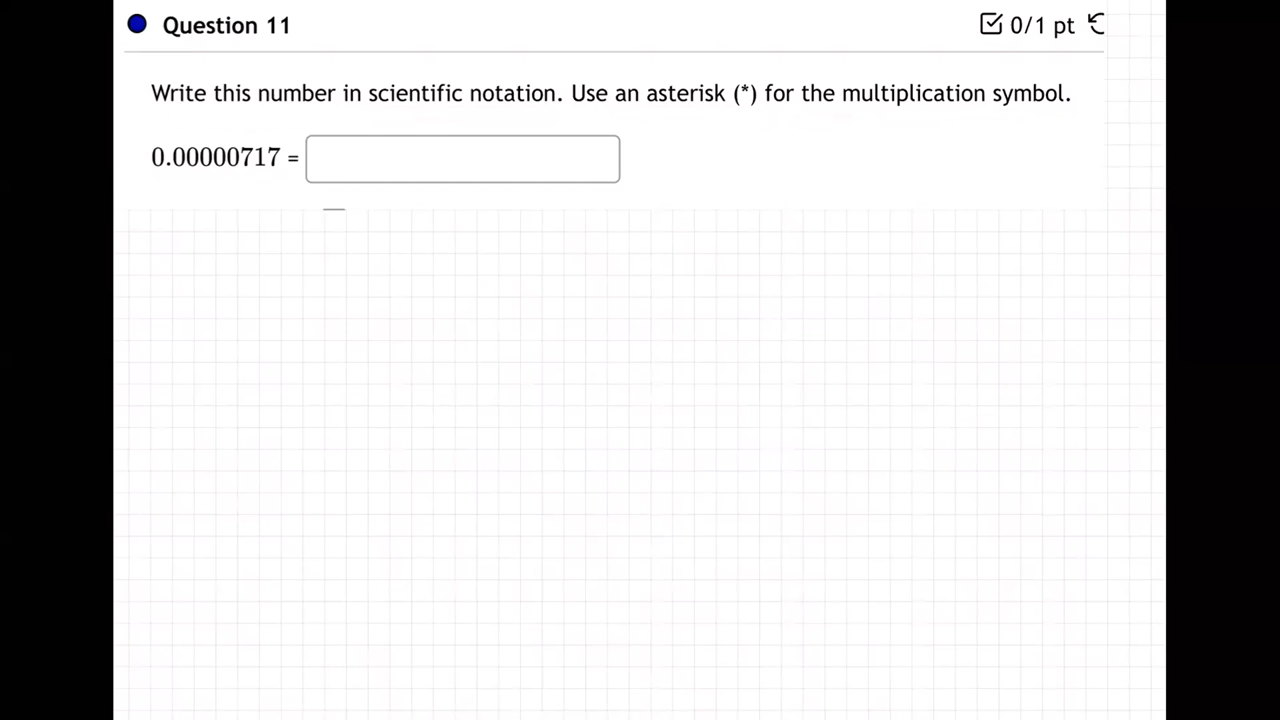 Question 11
0/1 pt
Write this number in scientific notation. Use an asterisk (*) for the multiplication symbol.
0.00000717 =